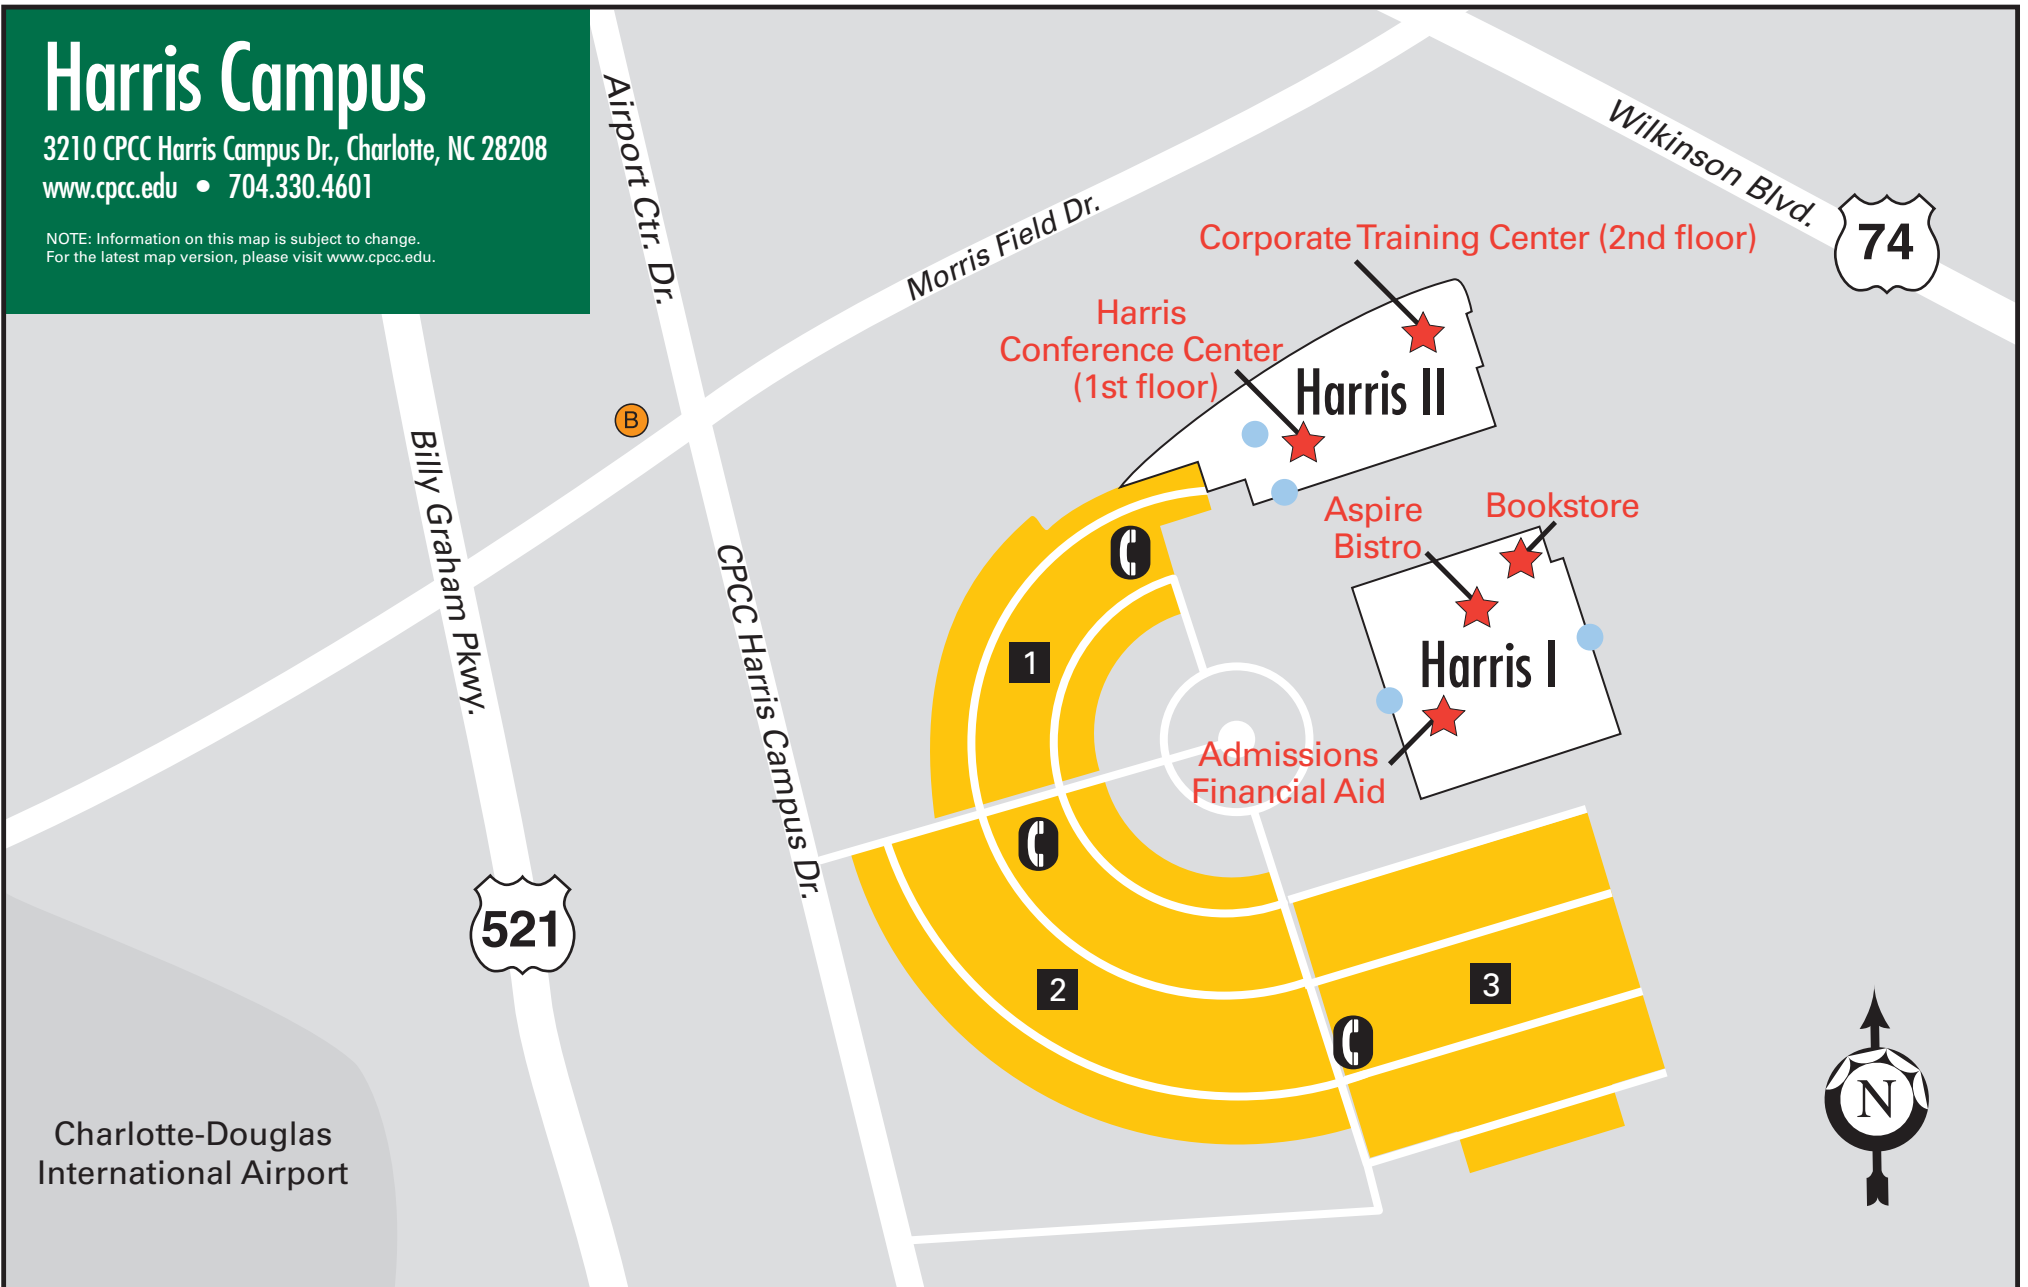 Harris Campus
3210 CPCC Harris Campus Dr., Charlotte, NC 28208
www.cpcc.edu • 704.330.4601
NOTE: Information on this map is subject to change.
For the latest map version, please visit www.cpcc.edu.
Airport Ctr. Dr.
Wilkinson Blvd.
74
Morris Field Dr.
Corporate Training Center (2nd floor)
Harris
Conference Center
(1st floor)
Harris II
B
Billy Graham Pkwy.
CPCC Harris Campus Dr.
Aspire
Bistro
Bookstore
1
Harris I
Admissions
Financial Aid
521
2
3
N
Charlotte-Douglas
International Airport